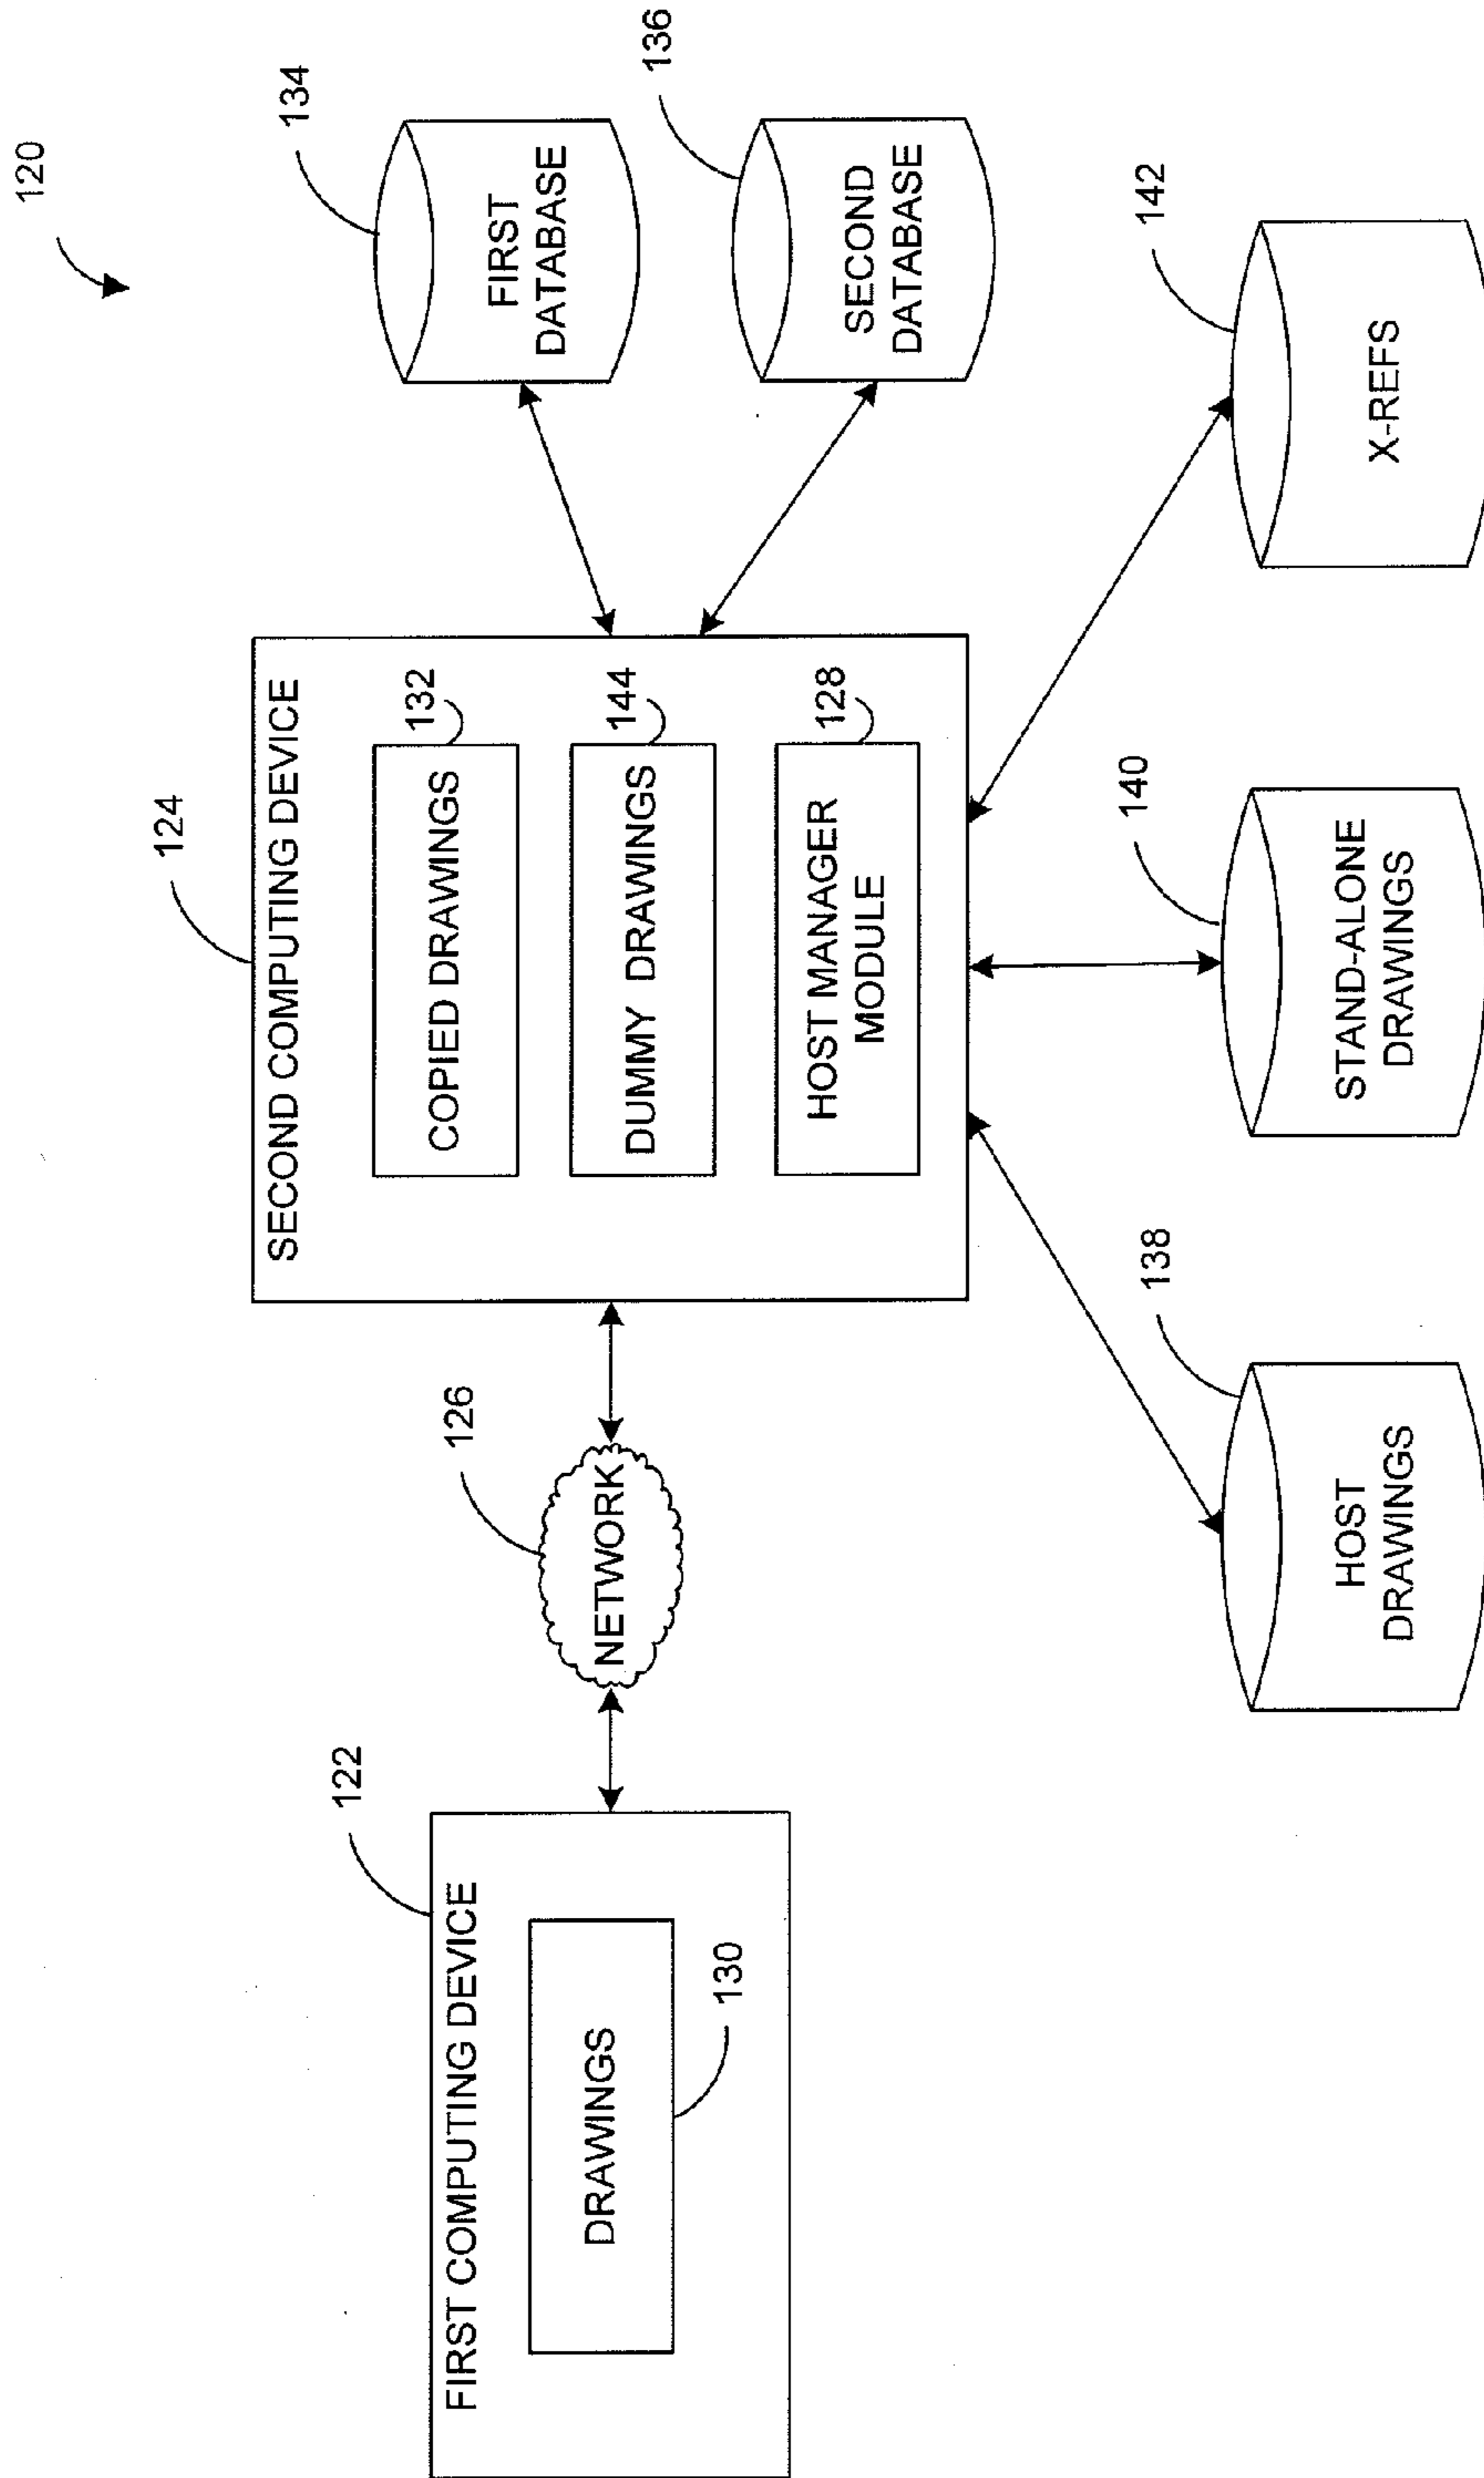 120
FIRST COMPUTING DEVICE
122
DRAWINGS
130
NETWORK
126
SECOND COMPUTING DEVICE
124
COPIED DRAWINGS
132
DUMMY DRAWINGS
144
HOST MANAGER
MODULE
128
FIRST
DATABASE
134
SECOND
DATABASE
136
HOST
DRAWINGS
138
STAND-ALONE
DRAWINGS
140
X-REFS
142